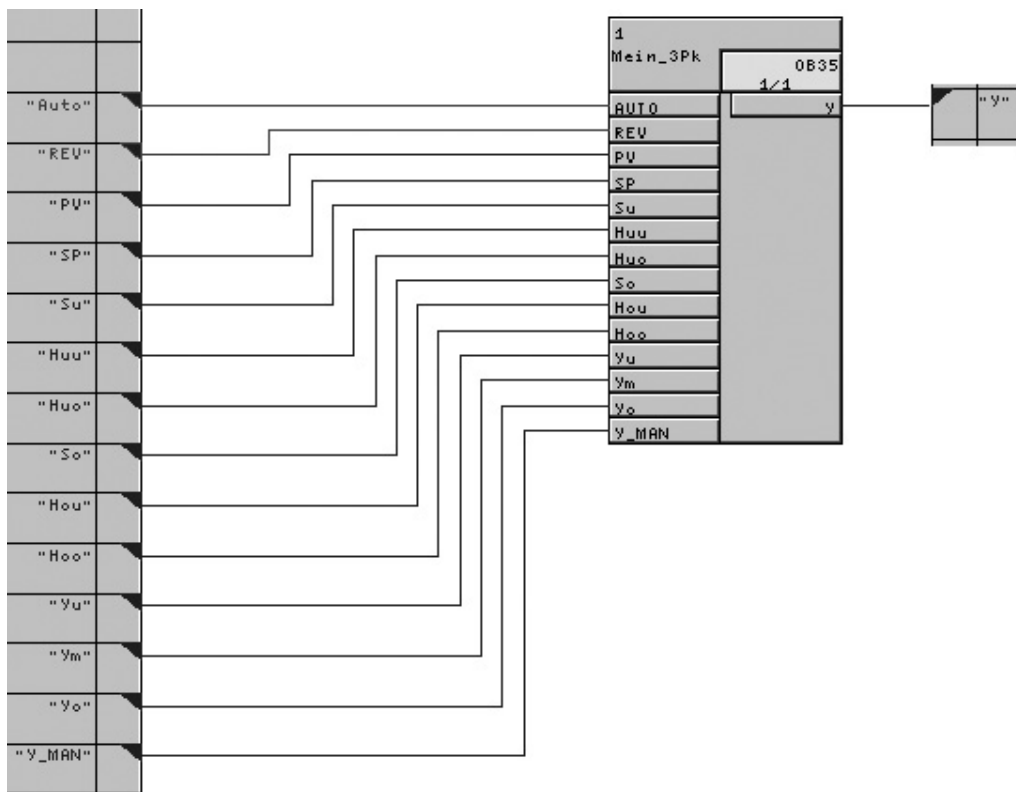 1
Mein_3Pk
OB35
1/1
"Auto"
"REV"
"PV"
"SP"
"Su"
"Huu"
"Huo"
"So"
"Hou"
"Hoo"
"Yu"
"Ym"
"Yo"
"Y_MAN"
AUTO
REV
PV
SP
Su
Huu
Huo
So
Hou
Hoo
Yu
Ym
Yo
Y_MAN
Y
"Y"